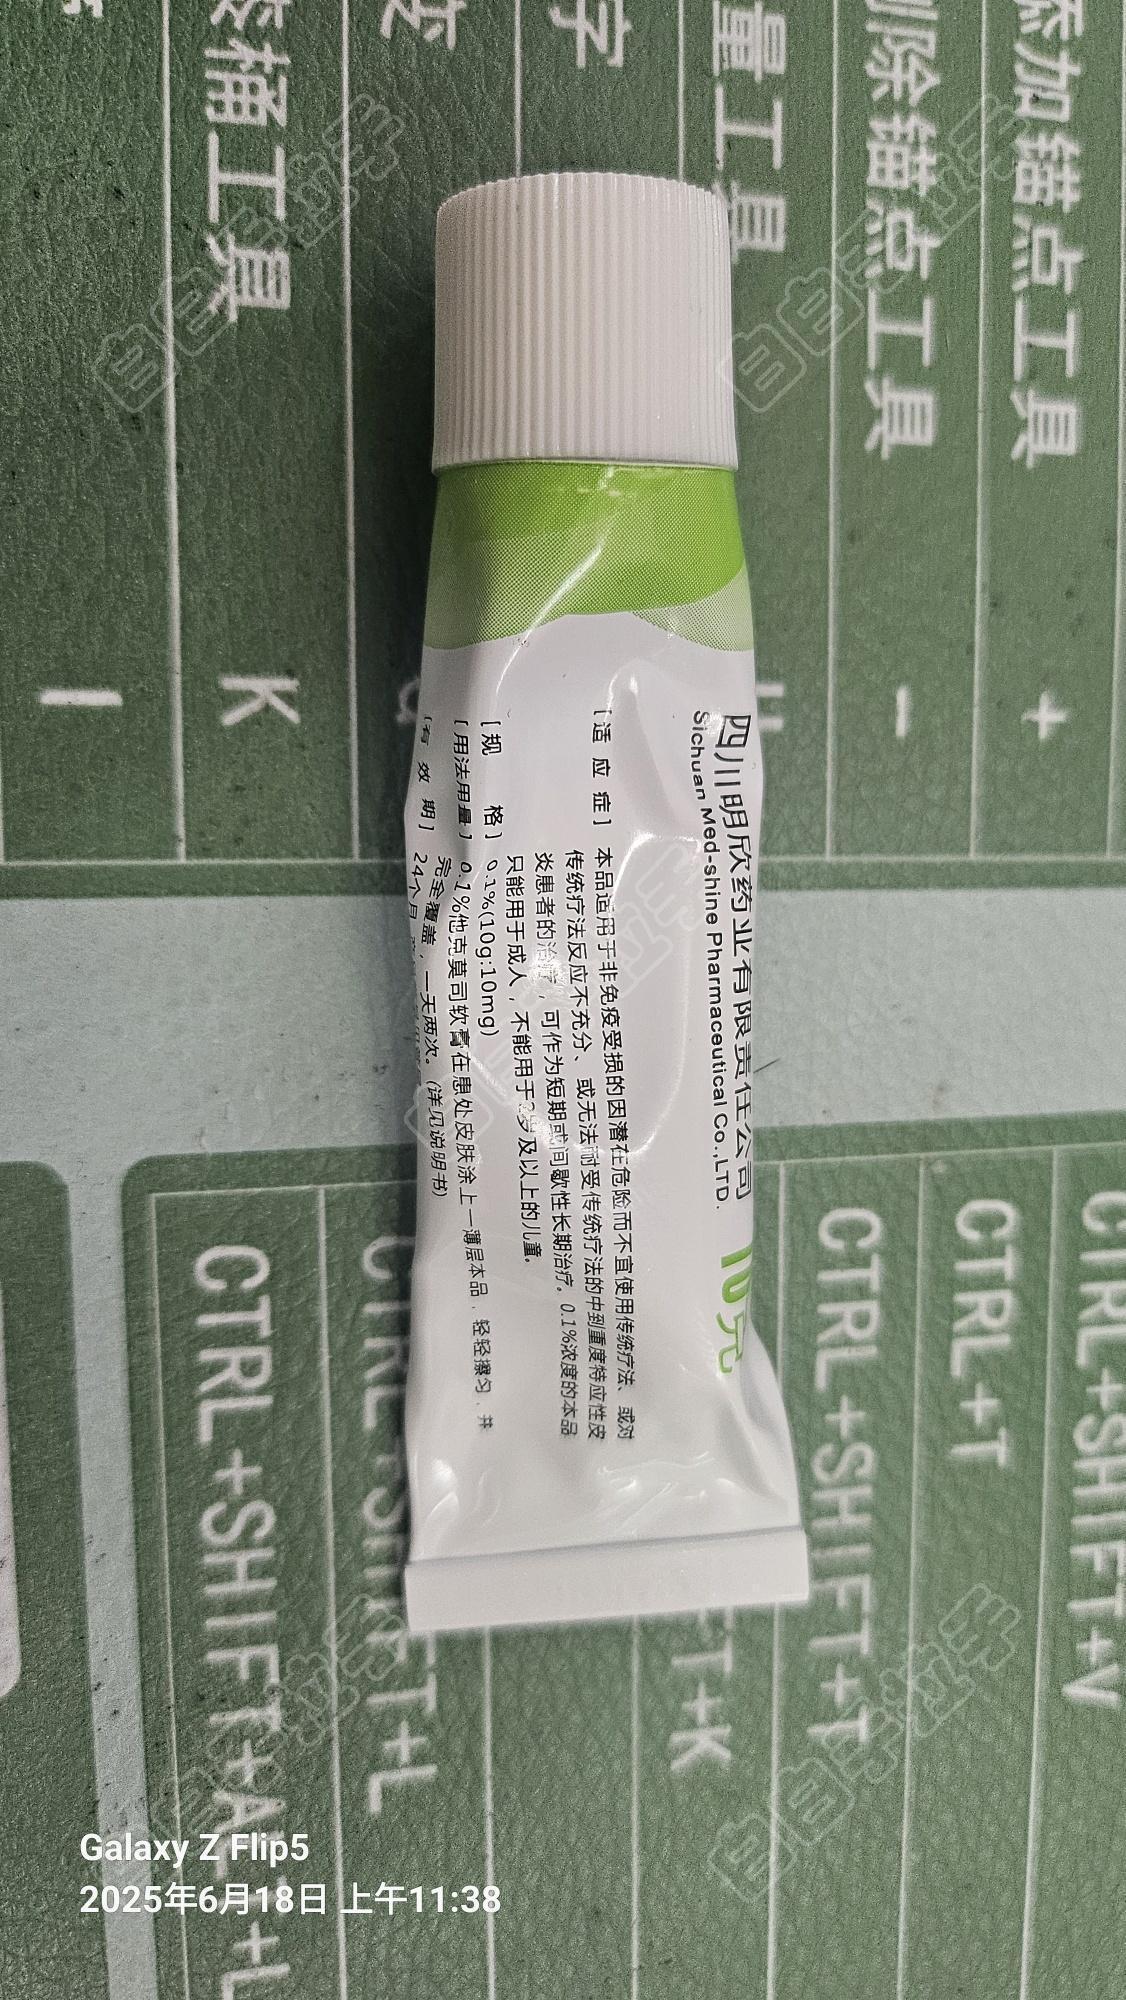 四川明欣药业有限责任公司
Sichuan Med-shine Pharmaceutical Co.,LTD.
10克
[适应症] 本品适用于非免疫受损的因潜在危险而不宜使用传统疗法、或对
传统疗法反应不充分、或无法耐受传统疗法的中到重度特应性皮
炎患者的治疗，可作为短期或间歇性长期治疗。0.1%浓度的本品
只能用于成人，不能用于2岁及以上的儿童。
[规格] 0.1%(10g:10mg)
[用法用量] 0.1%他克莫司软膏在患处皮肤涂上一薄层本品，轻轻擦匀，并
完全覆盖，一天两次。(详见说明书)
[有效期] 24个月
添加锚点工具
删除锚点工具
量工具
字
桶工具
+
-
K
I
CTRL+SHIFT+V
CTRL+T
CTRL+SHIFT+T
T+K
CTRL+SHIFT+L
CTRL+SHIFT+A
Galaxy Z Flip5
2025年6月18日 上午11:38